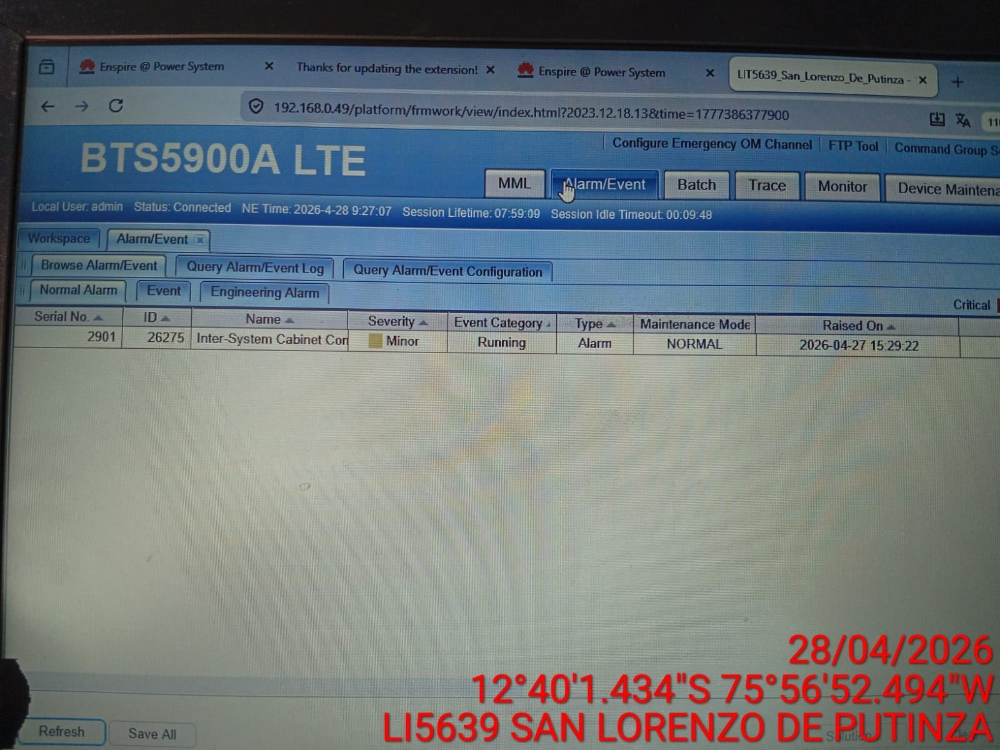 Enspire @ Power System
Thanks for updating the extension!
Enspire @ Power System
LIT5639_San_Lorenzo_De_Putinza -
192.168.0.49/platform/frmwork/view/index.html?2023.12.18.13&time=1777386377900
BTS5900A LTE
Configure Emergency OM Channel
FTP Tool
Command Group S
MML
Alarm/Event
Batch
Trace
Monitor
Device Maintena
Local User: admin Status: Connected NE Time: 2026-4-28 9:27:07 Session Lifetime: 07:59:09 Session Idle Timeout: 00:09:48
Workspace
Alarm/Event
Browse Alarm/Event
Query Alarm/Event Log
Query Alarm/Event Configuration
Normal Alarm
Event
Engineering Alarm
Critical
Serial No. ID Name Severity Event Category Type Maintenance Mode Raised On
2901 26275 Inter-System Cabinet Con Minor Running Alarm NORMAL 2026-04-27 15:29:22
28/04/2026
12°40'1.434"S 75°56'52.494"W
LI5639 SAN LORENZO DE PUTINZA
Refresh
Save All